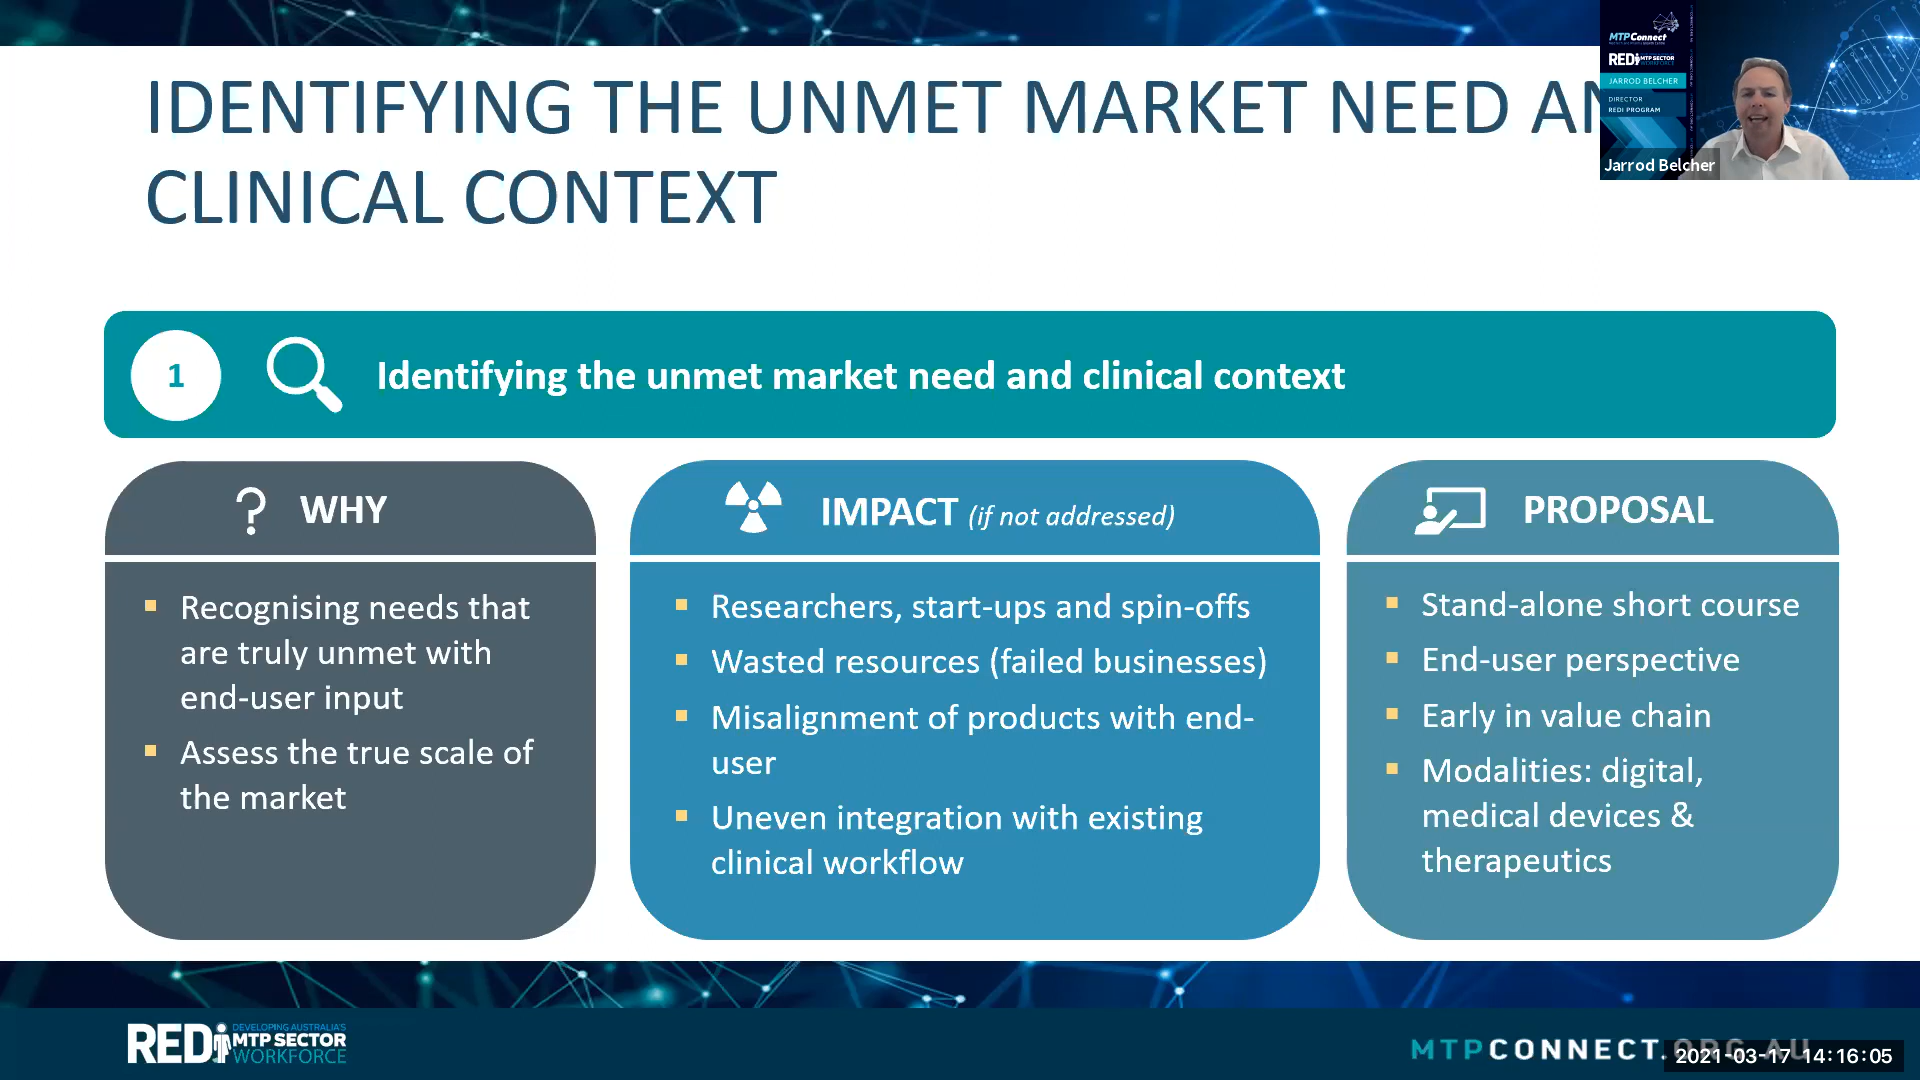 IDENTIFYING THE UNMET MARKET NEED
CLINICAL CONTEXT
MTPConnect
REDi MTP SECTOR
WORKFORCE
JARROD BELCHER
DIRECTOR
REDI PROGRAM
Jarrod Belcher
1
Identifying the unmet market need and clinical context
? WHY
Recognising needs that
are truly unmet with
end-user input
Assess the true scale of
the market
IMPACT (if not addressed)
Researchers, start-ups and spin-offs
Wasted resources (failed businesses)
Misalignment of products with end-
user
Uneven integration with existing
clinical workflow
PROPOSAL
Stand-alone short course
End-user perspective
Early in value chain
Modalities: digital,
medical devices &
therapeutics
REDi
DEVELOPING AUSTRALIA'S
MTP SECTOR
WORKFORCE
MTPCONNECT.ORG.AU
2021-03-17 14:16:05